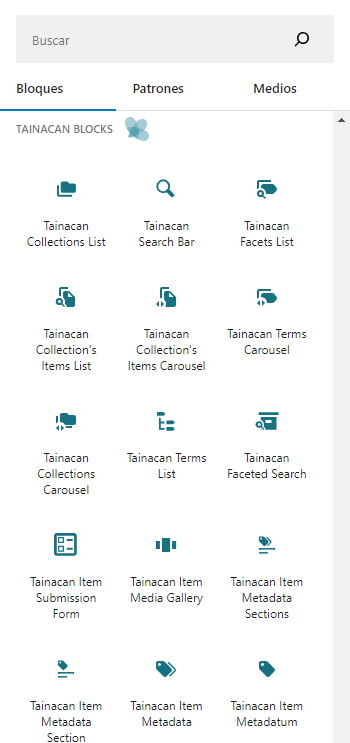 Buscar
Bloques Patrones Medios
TAINACAN BLOCKS
Tainacan
Collections List
Tainacan
Search Bar
Tainacan
Facets List
Tainacan
Collection's
Items List
Tainacan
Collection's
Items Carousel
Tainacan Terms
Carousel
Tainacan
Collections
Carousel
Tainacan Terms
List
Tainacan
Faceted Search
Tainacan Item
Submission
Form
Tainacan Item
Media Gallery
Tainacan Item
Metadata
Sections
Tainacan Item
Metadata
Section
Tainacan Item
Metadata
Tainacan Item
Metadatum